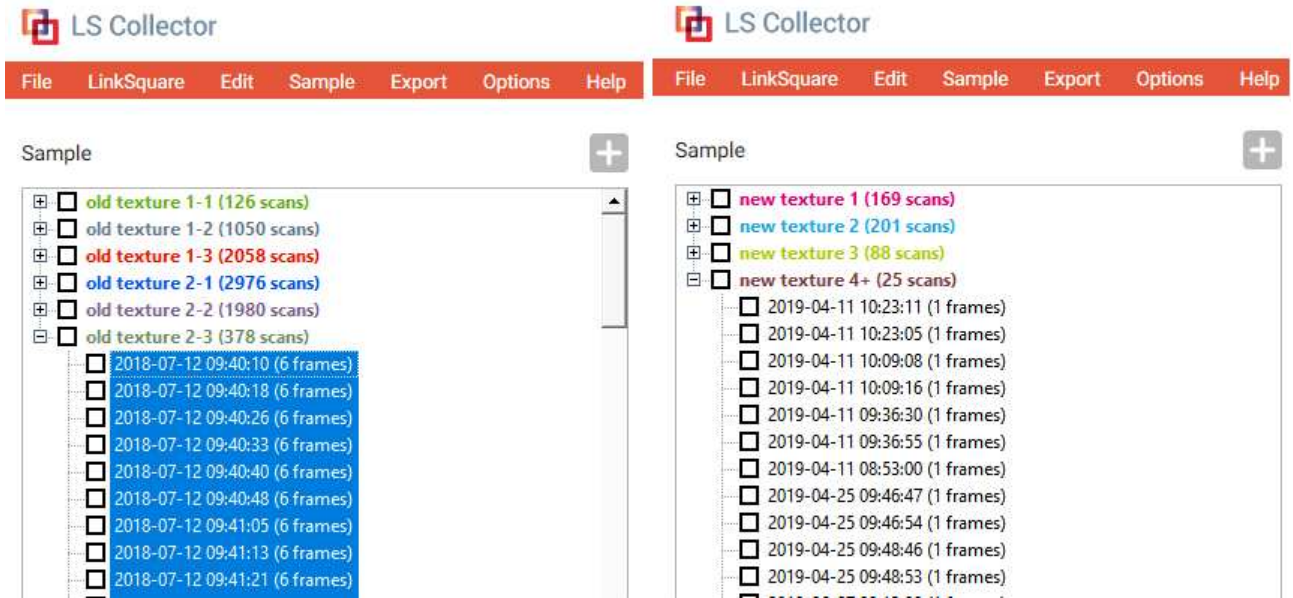 LS Collector
File LinkSquare Edit Sample Export Options Help
Sample
old texture 1-1 (126 scans)
old texture 1-2 (1050 scans)
old texture 1-3 (2058 scans)
old texture 2-1 (2976 scans)
old texture 2-2 (1980 scans)
old texture 2-3 (378 scans)
2018-07-12 09:40:10 (6 frames)
2018-07-12 09:40:18 (6 frames)
2018-07-12 09:40:26 (6 frames)
2018-07-12 09:40:33 (6 frames)
2018-07-12 09:40:40 (6 frames)
2018-07-12 09:40:48 (6 frames)
2018-07-12 09:41:05 (6 frames)
2018-07-12 09:41:13 (6 frames)
2018-07-12 09:41:21 (6 frames)
LS Collector
File LinkSquare Edit Sample Export Options Help
Sample
new texture 1 (169 scans)
new texture 2 (201 scans)
new texture 3 (88 scans)
new texture 4+ (25 scans)
2019-04-11 10:23:11 (1 frames)
2019-04-11 10:23:05 (1 frames)
2019-04-11 10:09:08 (1 frames)
2019-04-11 10:09:16 (1 frames)
2019-04-11 09:36:30 (1 frames)
2019-04-11 09:36:55 (1 frames)
2019-04-11 08:53:00 (1 frames)
2019-04-25 09:46:47 (1 frames)
2019-04-25 09:46:54 (1 frames)
2019-04-25 09:48:46 (1 frames)
2019-04-25 09:48:53 (1 frames)